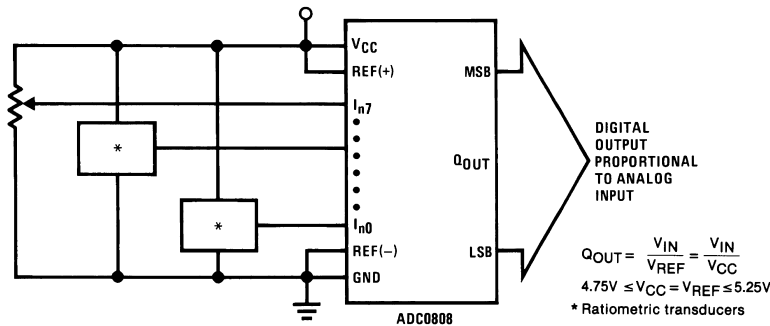 VCC
REF(+)
In7
In0
REF(−)
GND
MSB
QOUT
LSB
ADC0808
*
*
DIGITAL
OUTPUT
PROPORTIONAL
TO ANALOG
INPUT
QOUT = VIN/VREF = VIN/VCC
4.75V ≤ VCC = VREF ≤ 5.25V
* Ratiometric transducers